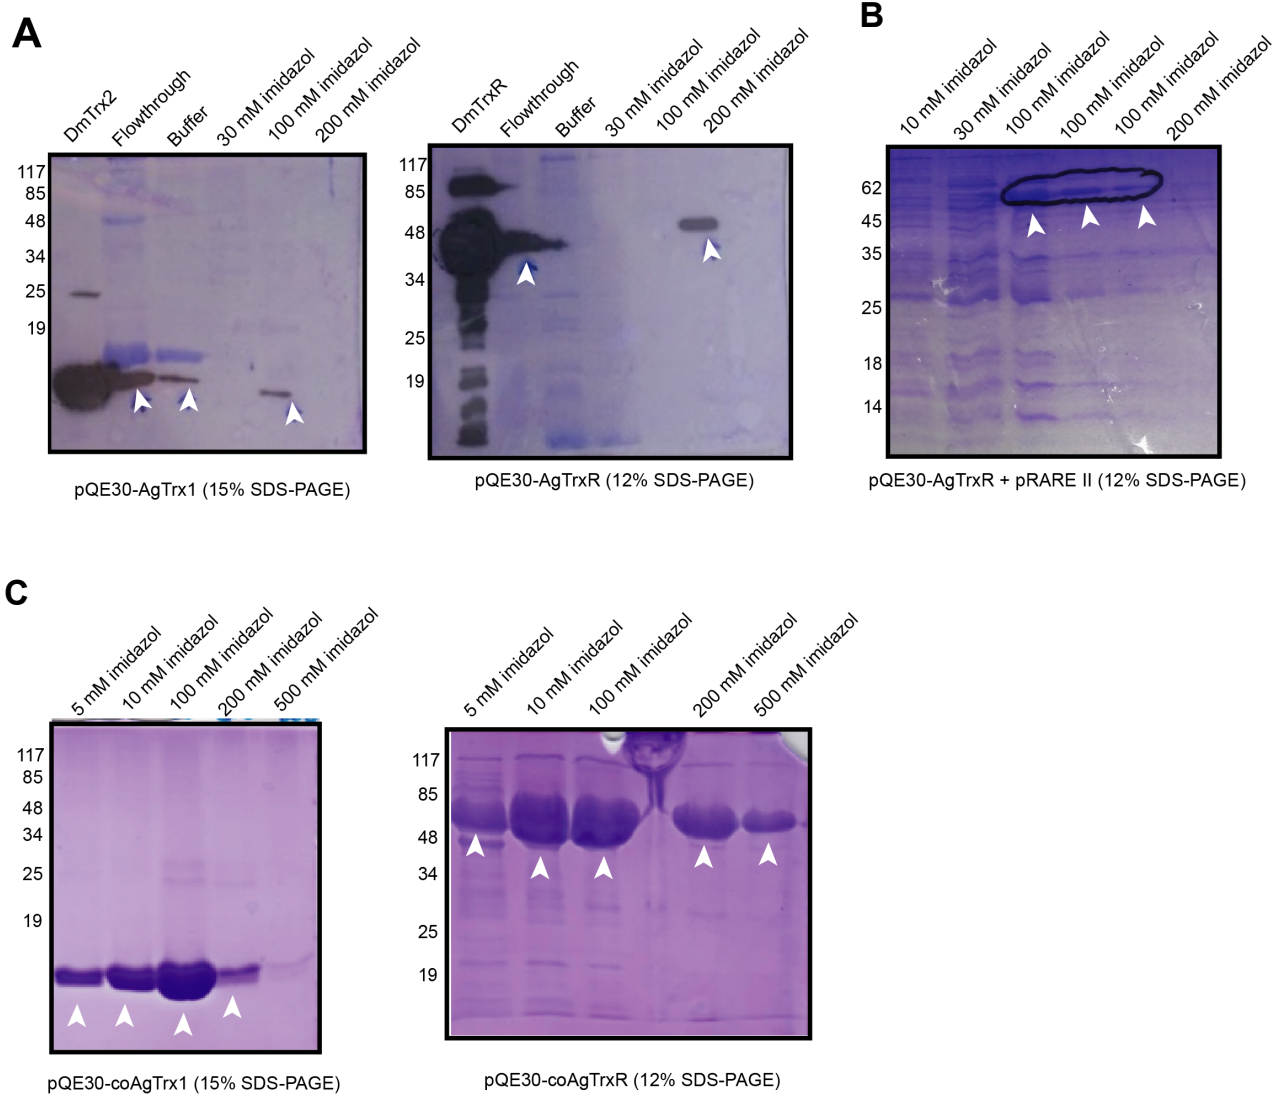 A
DmTrx2
Flowthrough
Buffer
30 mM imidazol
100 mM imidazol
200 mM imidazol
117
85
48
34
25
19
pQE30-AgTrx1 (15% SDS-PAGE)
DmTrxR
Flowthrough
Buffer
30 mM imidazol
100 mM imidazol
200 mM imidazol
117
85
48
34
25
19
pQE30-AgTrxR (12% SDS-PAGE)
B
10 mM imidazol
30 mM imidazol
100 mM imidazol
100 mM imidazol
100 mM imidazol
200 mM imidazol
62
45
35
25
18
14
pQE30-AgTrxR + pRARE II (12% SDS-PAGE)
C
5 mM imidazol
10 mM imidazol
100 mM imidazol
200 mM imidazol
500 mM imidazol
117
85
48
34
25
19
pQE30-coAgTrx1 (15% SDS-PAGE)
5 mM imidazol
10 mM imidazol
100 mM imidazol
200 mM imidazol
500 mM imidazol
117
85
48
34
25
19
pQE30-coAgTrxR (12% SDS-PAGE)